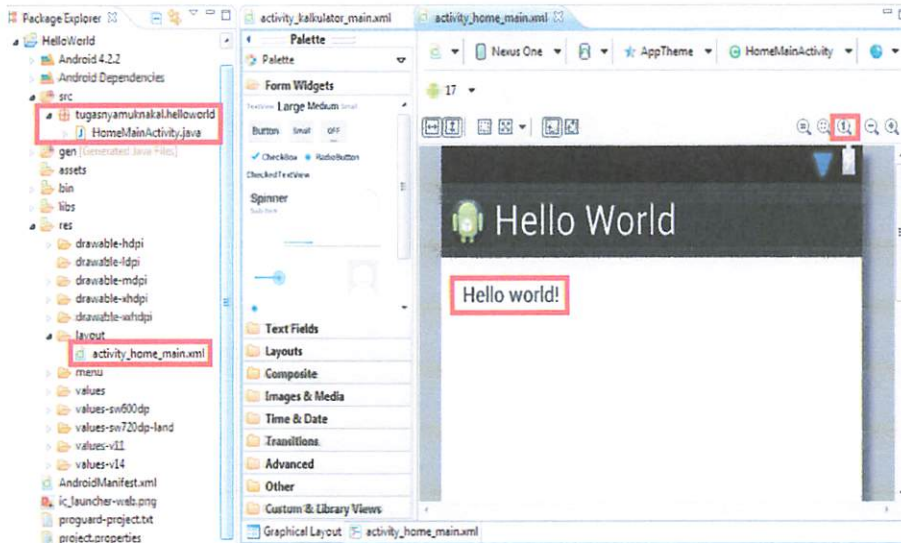 Package Explorer
HelloWorld
Android 4.2.2
Android Dependencies
src
tugasnyamuknakal.helloworld
HomeMainActivity.java
gen [Generated Java Files]
assets
bin
libs
res
drawable-hdpi
drawable-ldpi
drawable-mdpi
drawable-xhdpi
drawable-xxhdpi
layout
activity_home_main.xml
menu
values
values-sw600dp
values-sw720dp-land
values-v11
values-v14
AndroidManifest.xml
ic_launcher-web.png
proguard-project.txt
project.properties
activity_kalkulator_main.xml
activity_home_main.xml
Palette
Palette
Form Widgets
TextView Large Medium Small
Button Small OFF
CheckBox RadioButton
CheckedTextView
Spinner
Sub Item
Text Fields
Layouts
Composite
Images & Media
Time & Date
Transitions
Advanced
Other
Custom & Library Views
Graphical Layout activity_home_main.xml
Nexus One AppTheme HomeMainActivity
17
1
Hello World
Hello world!